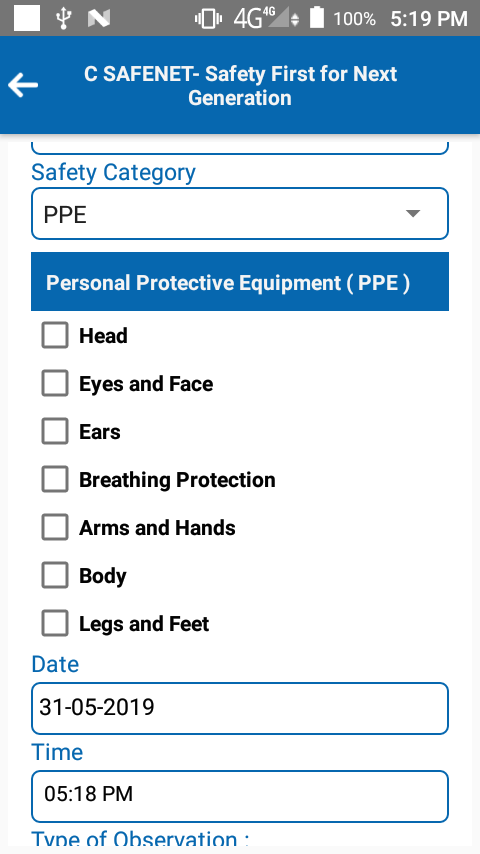 4G 4G 100% 5:19 PM
C SAFENET- Safety First for Next
Generation
Safety Category
PPE
Personal Protective Equipment ( PPE )
Head
Eyes and Face
Ears
Breathing Protection
Arms and Hands
Body
Legs and Feet
Date
31-05-2019
Time
05:18 PM
Type of Observation :